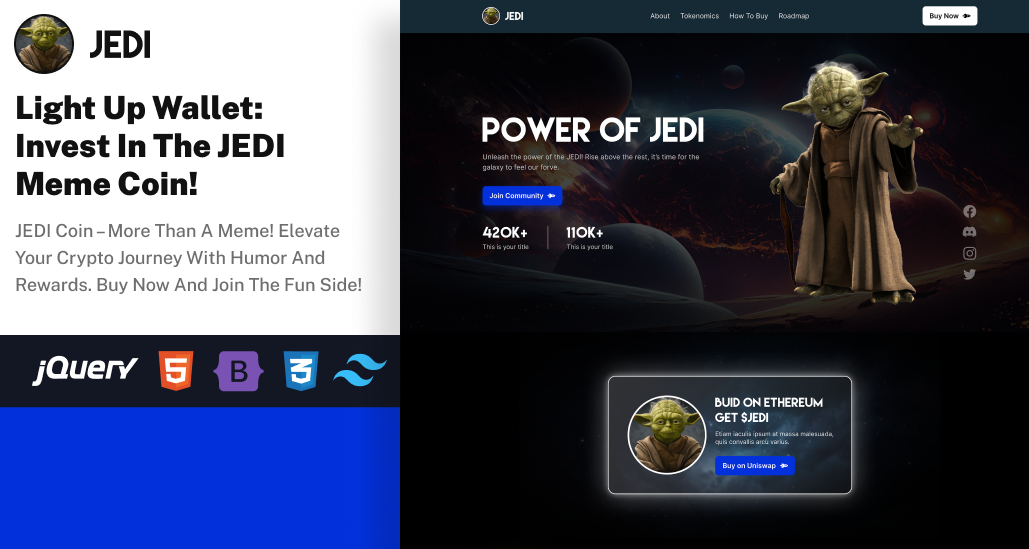 JEDI
Light Up Wallet:
Invest In The JEDI
Meme Coin!
JEDI Coin – More Than A Meme! Elevate
Your Crypto Journey With Humor And
Rewards. Buy Now And Join The Fun Side!
jQuery
5
B
3
JEDI
About Tokenomics How To Buy Roadmap
Buy Now
POWER OF JEDI
Unleash the power of the JEDI! Rise above the rest, it's time for the
galaxy to feel our forve.
Join Community
420K+ 110K+
This is your title This is your title
BUID ON ETHEREUM
GET $JEDI
Etiam iaculis ipsum at massa malesuada,
quis convallis arcu varius.
Buy on Uniswap